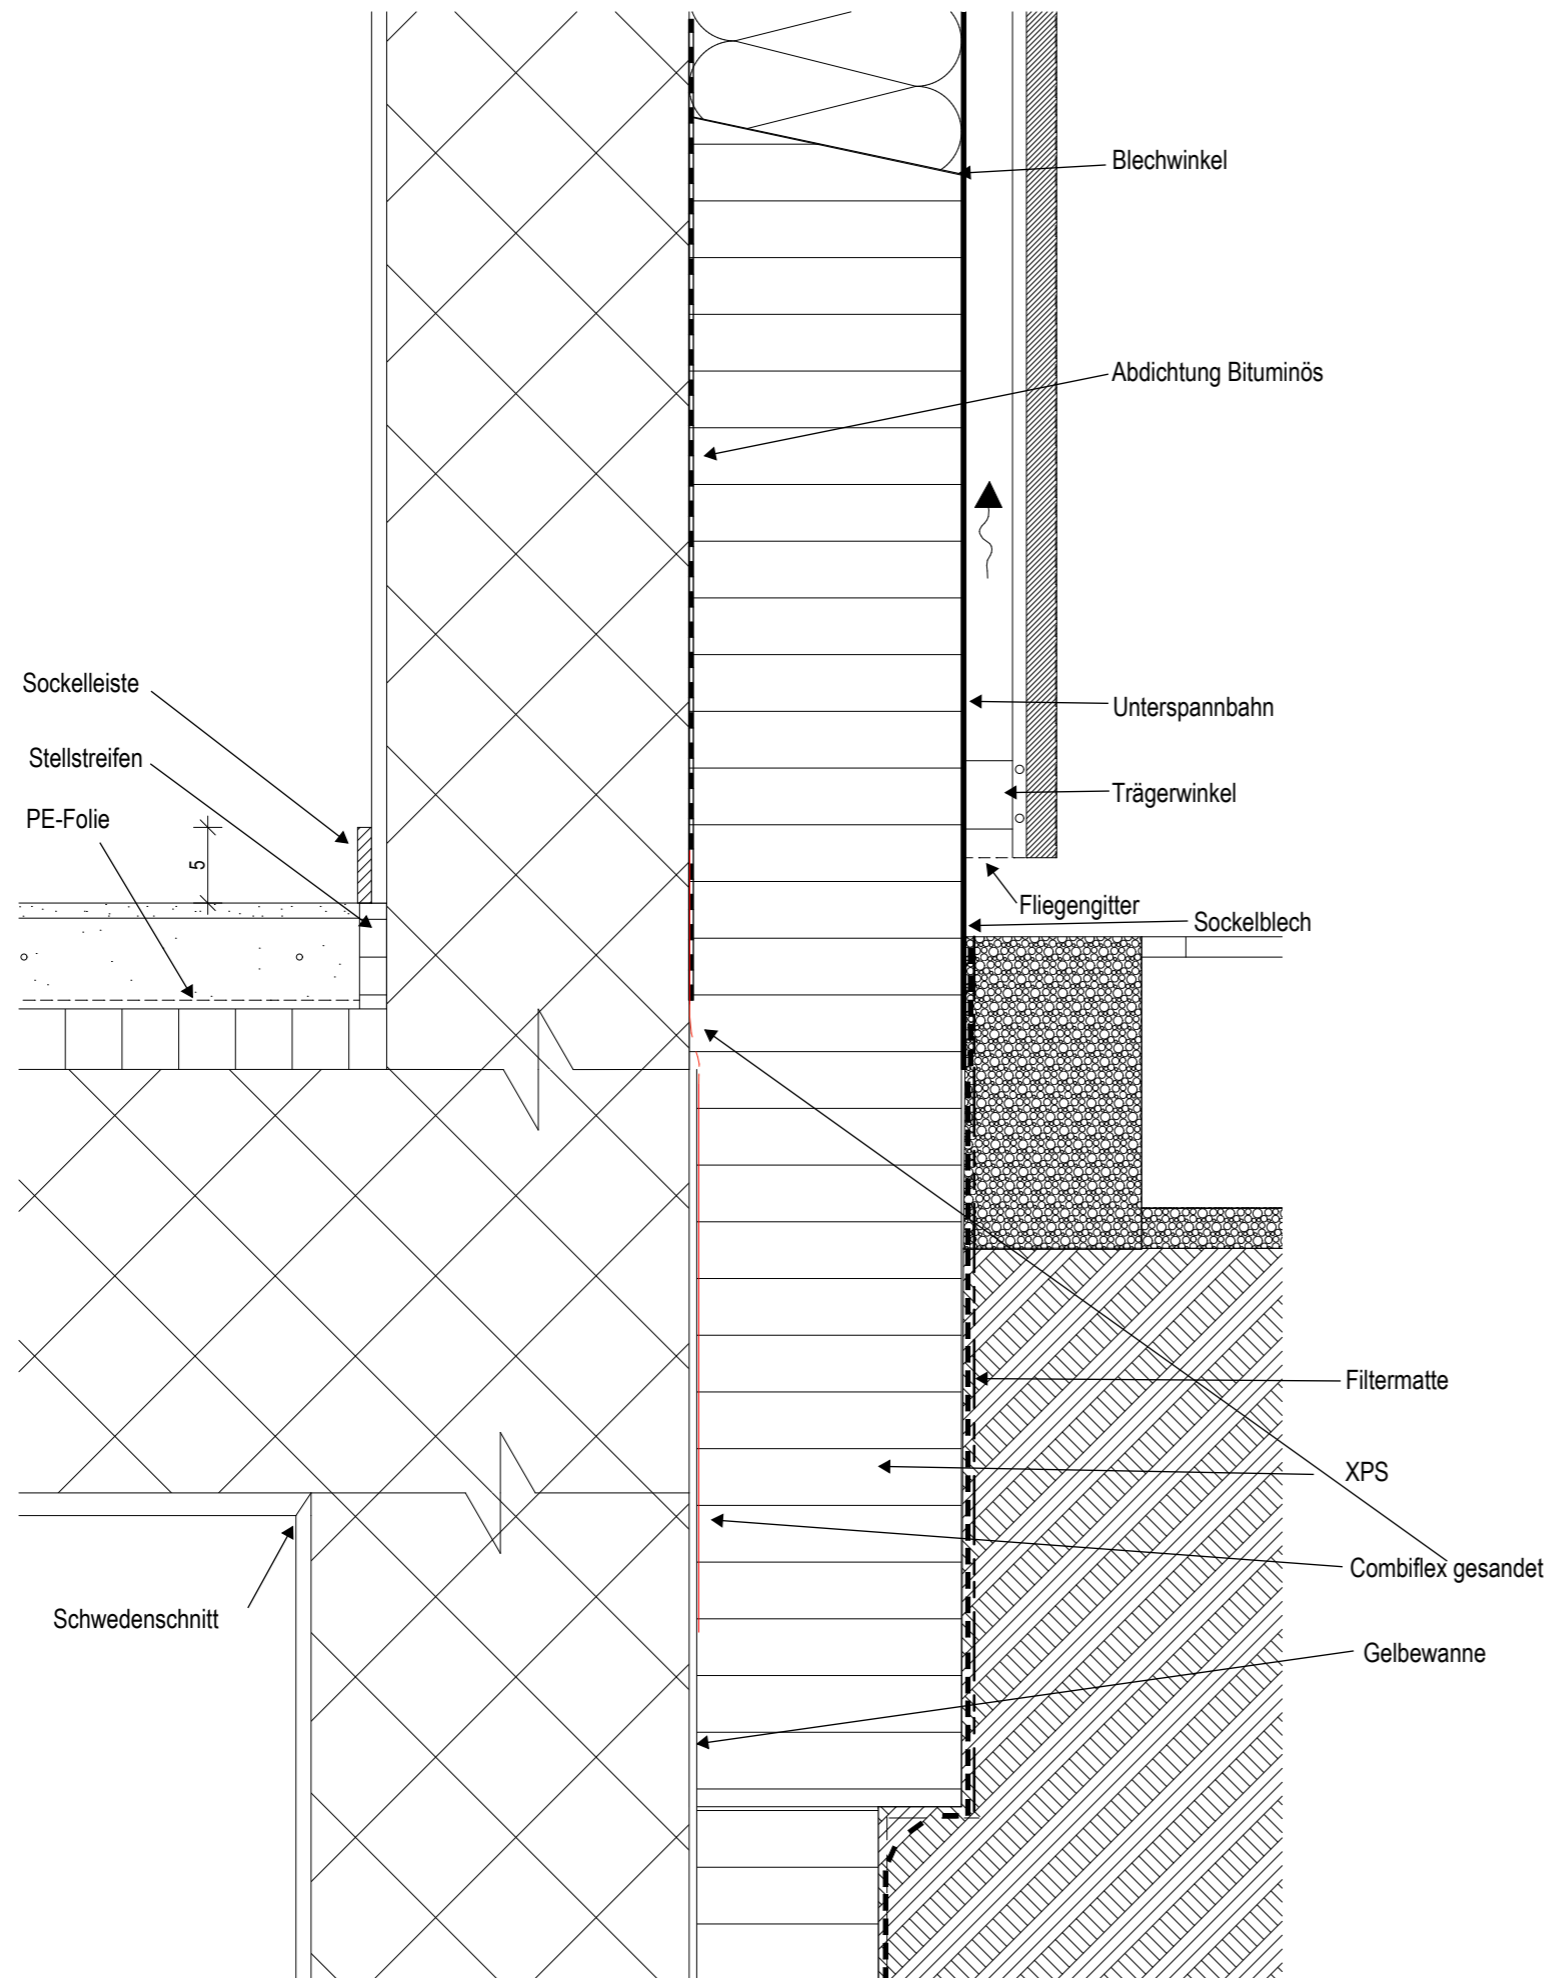 Blechwinkel
Abdichtung Bituminös
Sockelleiste
Unterspannbahn
Stellstreifen
Trägerwinkel
PE-Folie
5
Fliegengitter
Sockelblech
Filtermatte
XPS
Combiflex gesandet
Schwedenschnitt
Gelbewanne